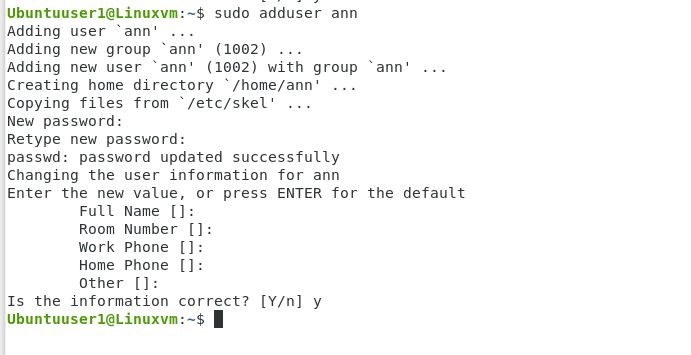 Ubuntuuser1@Linuxvm:~$ sudo adduser ann
Adding user `ann' ...
Adding new group `ann' (1002) ...
Adding new user `ann' (1002) with group `ann' ...
Creating home directory `/home/ann' ...
Copying files from `/etc/skel' ...
New password:
Retype new password:
passwd: password updated successfully
Changing the user information for ann
Enter the new value, or press ENTER for the default
        Full Name []:
        Room Number []:
        Work Phone []:
        Home Phone []:
        Other []:
Is the information correct? [Y/n] y
Ubuntuuser1@Linuxvm:~$